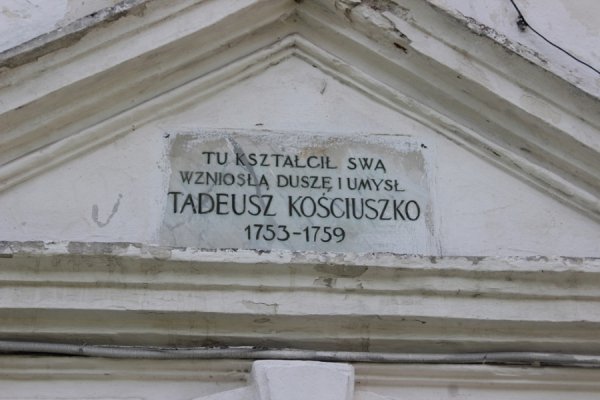 TU KSZTAŁCIŁ SWĄ
WZNIOSŁĄ DUSZĘ I UMYSŁ
TADEUSZ KOŚCIUSZKO
1753-1759